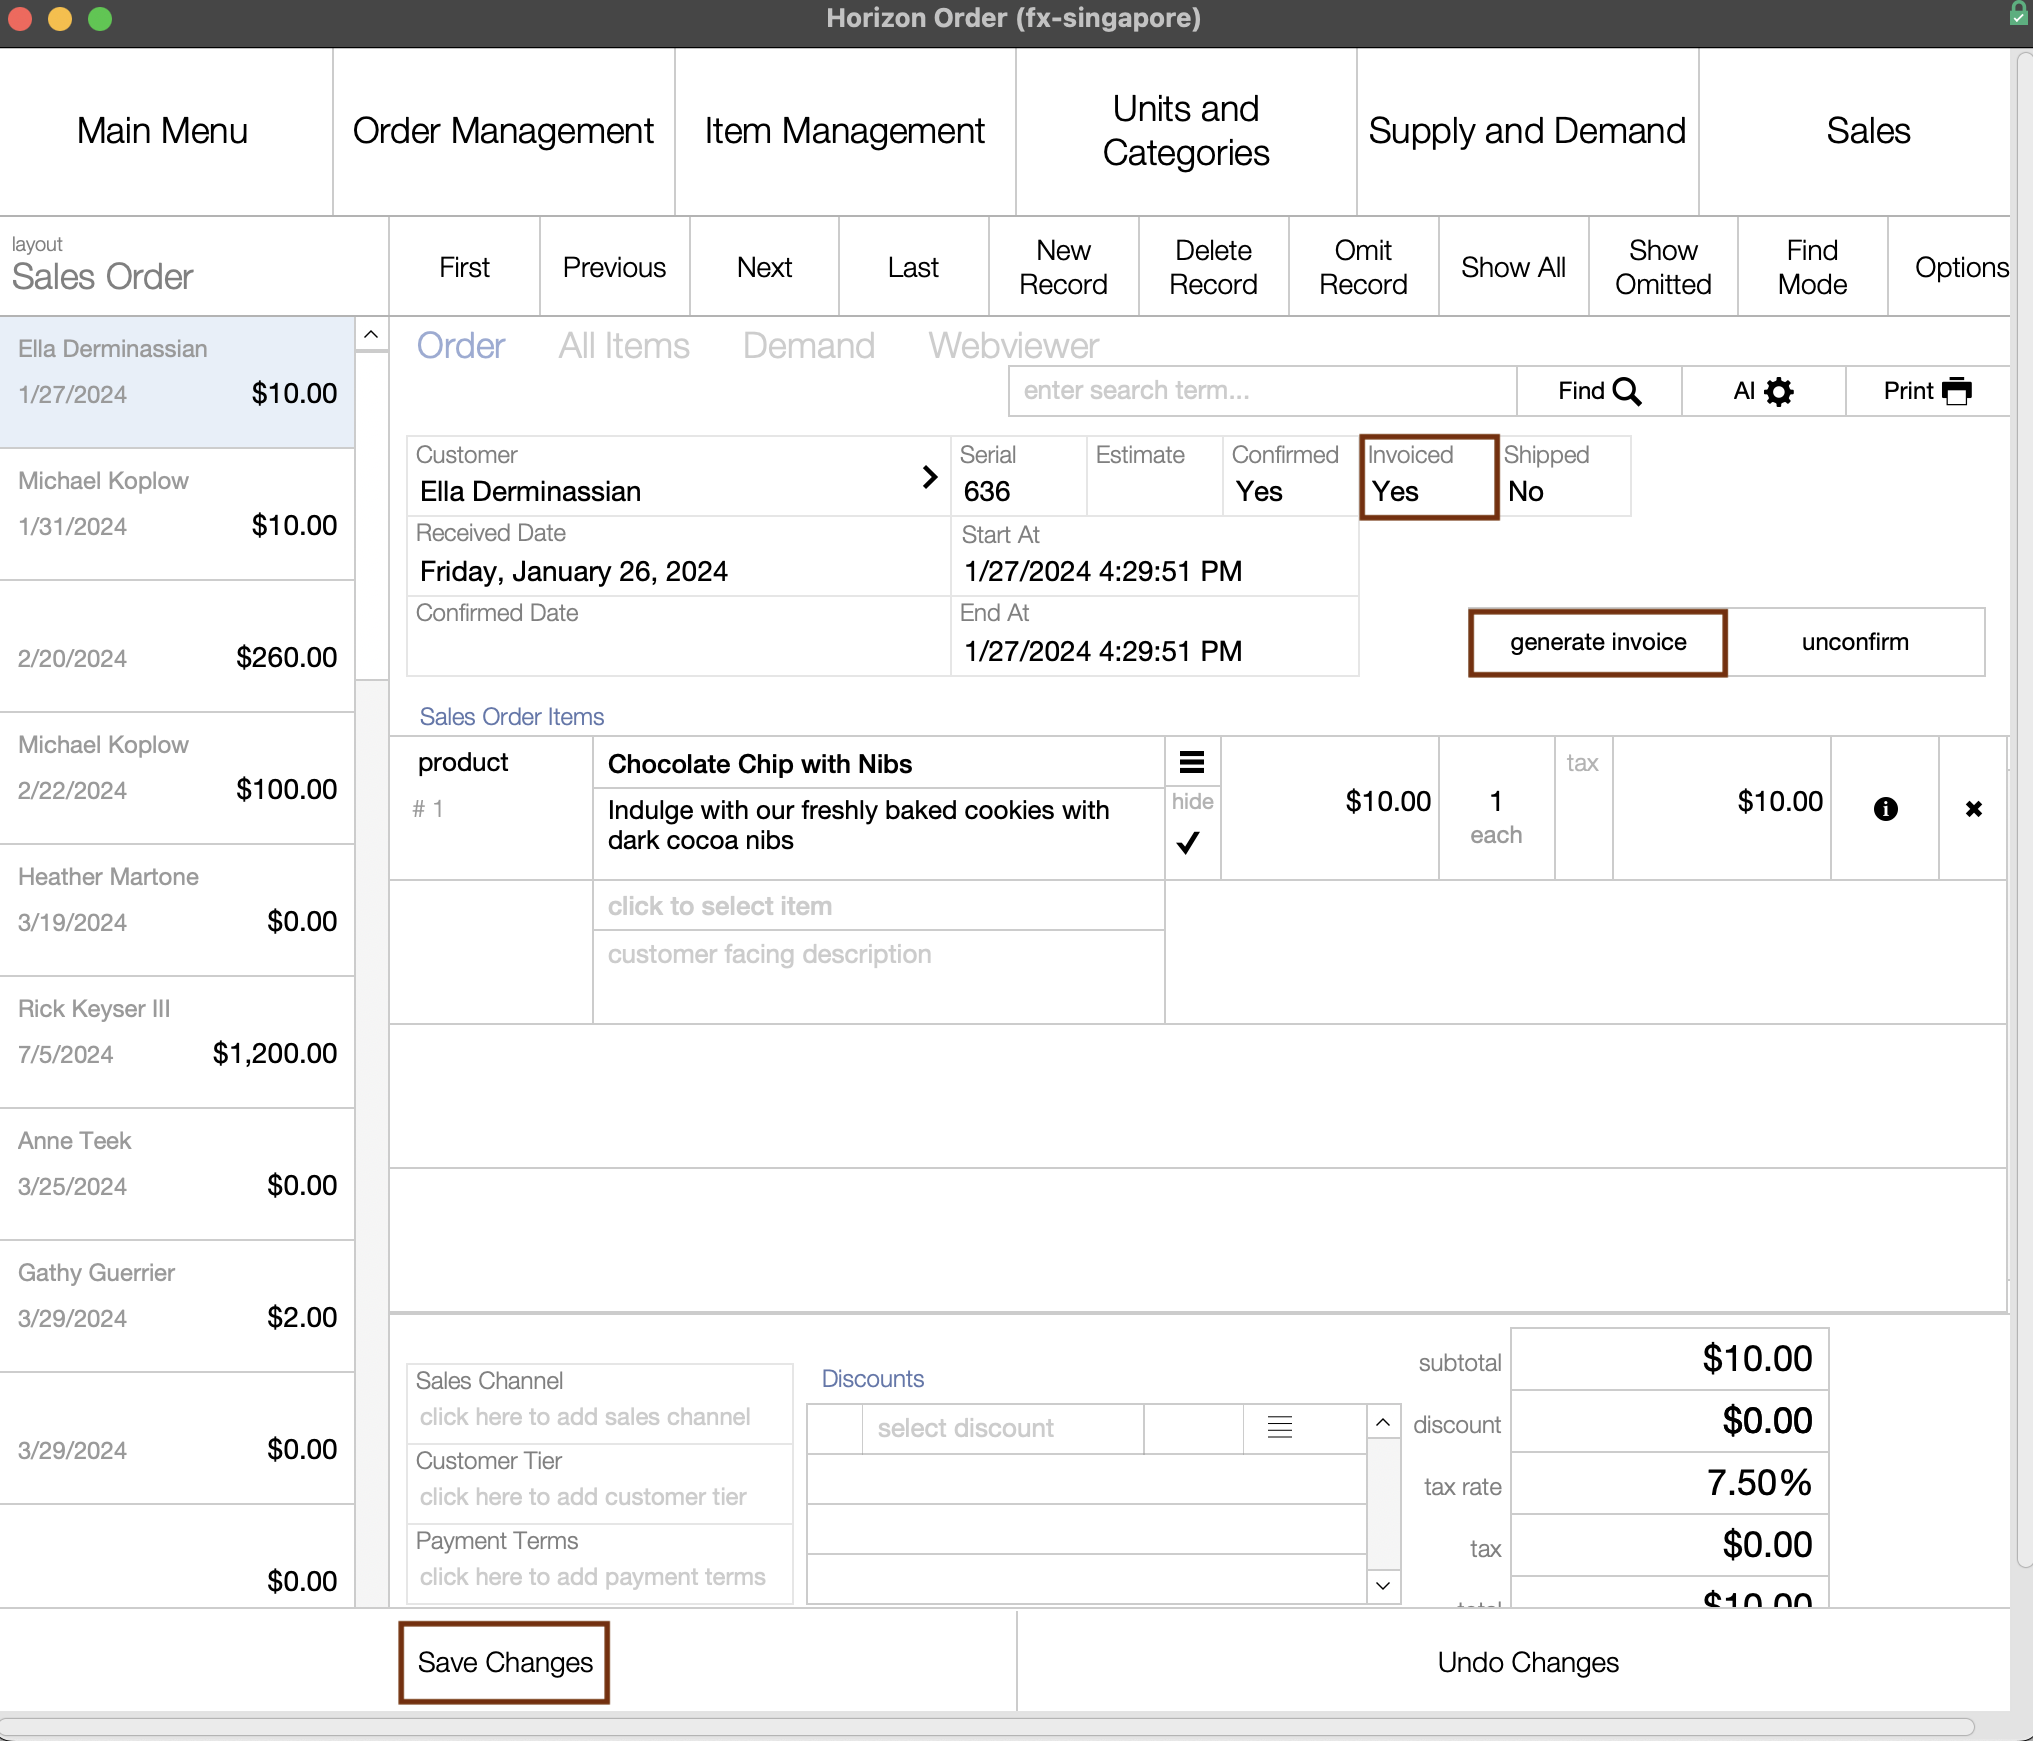 Horizon Order (fx-singapore)
Main Menu
Order Management
Item Management
Units and
Categories
Supply and Demand
Sales
layout
Sales Order
First
Previous
Next
Last
New
Record
Delete
Record
Omit
Record
Show All
Show
Omitted
Find
Mode
Options
Ella Derminassian
1/27/2024 $10.00
Michael Koplow
1/31/2024 $10.00
2/20/2024 $260.00
Michael Koplow
2/22/2024 $100.00
Heather Martone
3/19/2024 $0.00
Rick Keyser III
7/5/2024 $1,200.00
Anne Teek
3/25/2024 $0.00
Gathy Guerrier
3/29/2024 $2.00
3/29/2024 $0.00
$0.00
Order All Items Demand Webviewer
enter search term...
Find
AI
Print
Customer
Ella Derminassian
Serial
636
Estimate
Confirmed
Yes
Invoiced
Yes
Shipped
No
Received Date
Friday, January 26, 2024
Start At
1/27/2024 4:29:51 PM
Confirmed Date
End At
1/27/2024 4:29:51 PM
generate invoice
unconfirm
Sales Order Items
product
# 1
Chocolate Chip with Nibs
Indulge with our freshly baked cookies with
dark cocoa nibs
hide
$10.00
1
each
tax
$10.00
click to select item
customer facing description
Sales Channel
click here to add sales channel
Customer Tier
click here to add customer tier
Payment Terms
click here to add payment terms
Discounts
select discount
subtotal $10.00
discount $0.00
tax rate 7.50%
tax $0.00
total $10.00
Save Changes
Undo Changes